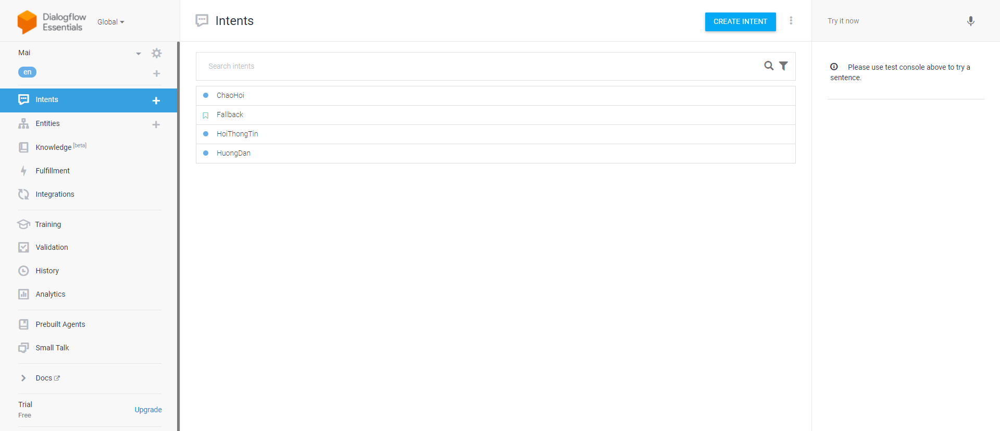 Dialogflow
Essentials
Global
Mai
en
Intents
Entities
Knowledge [beta]
Fulfillment
Integrations
Training
Validation
History
Analytics
Prebuilt Agents
Small Talk
Docs
Trial
Free
Upgrade
Intents
CREATE INTENT
Search intents
ChaoHoi
Fallback
HoiThongTin
HuongDan
Try it now
Please use test console above to try a
sentence.